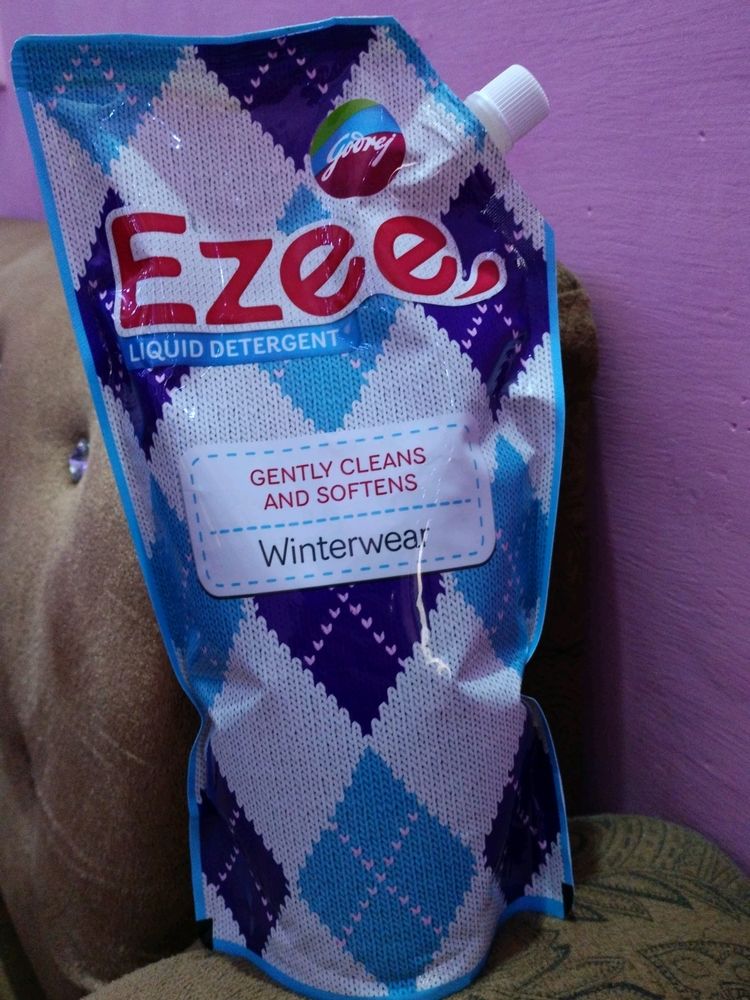 Godrej
Ezee
LIQUID DETERGENT
GENTLY CLEANS
AND SOFTENS
Winterwear